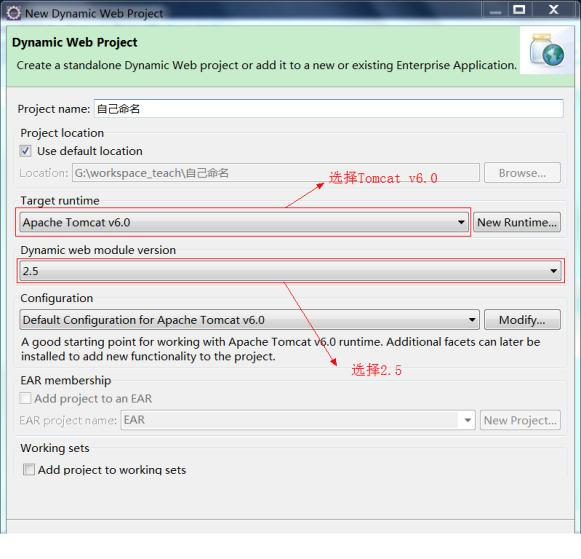 New Dynamic Web Project
Dynamic Web Project
Create a standalone Dynamic Web project or add it to a new or existing Enterprise Application.
Project name: 自己命名
Project location
Use default location
Location: G:\workspace_teach\自己命名 Browse...
选择Tomcat v6.0
Target runtime
Apache Tomcat v6.0 New Runtime...
Dynamic web module version
2.5
Configuration
Default Configuration for Apache Tomcat v6.0 Modify...
A good starting point for working with Apache Tomcat v6.0 runtime. Additional facets can later be
installed to add new functionality to the project.
选择2.5
EAR membership
Add project to an EAR
EAR project name: EAR New Project...
Working sets
Add project to working sets